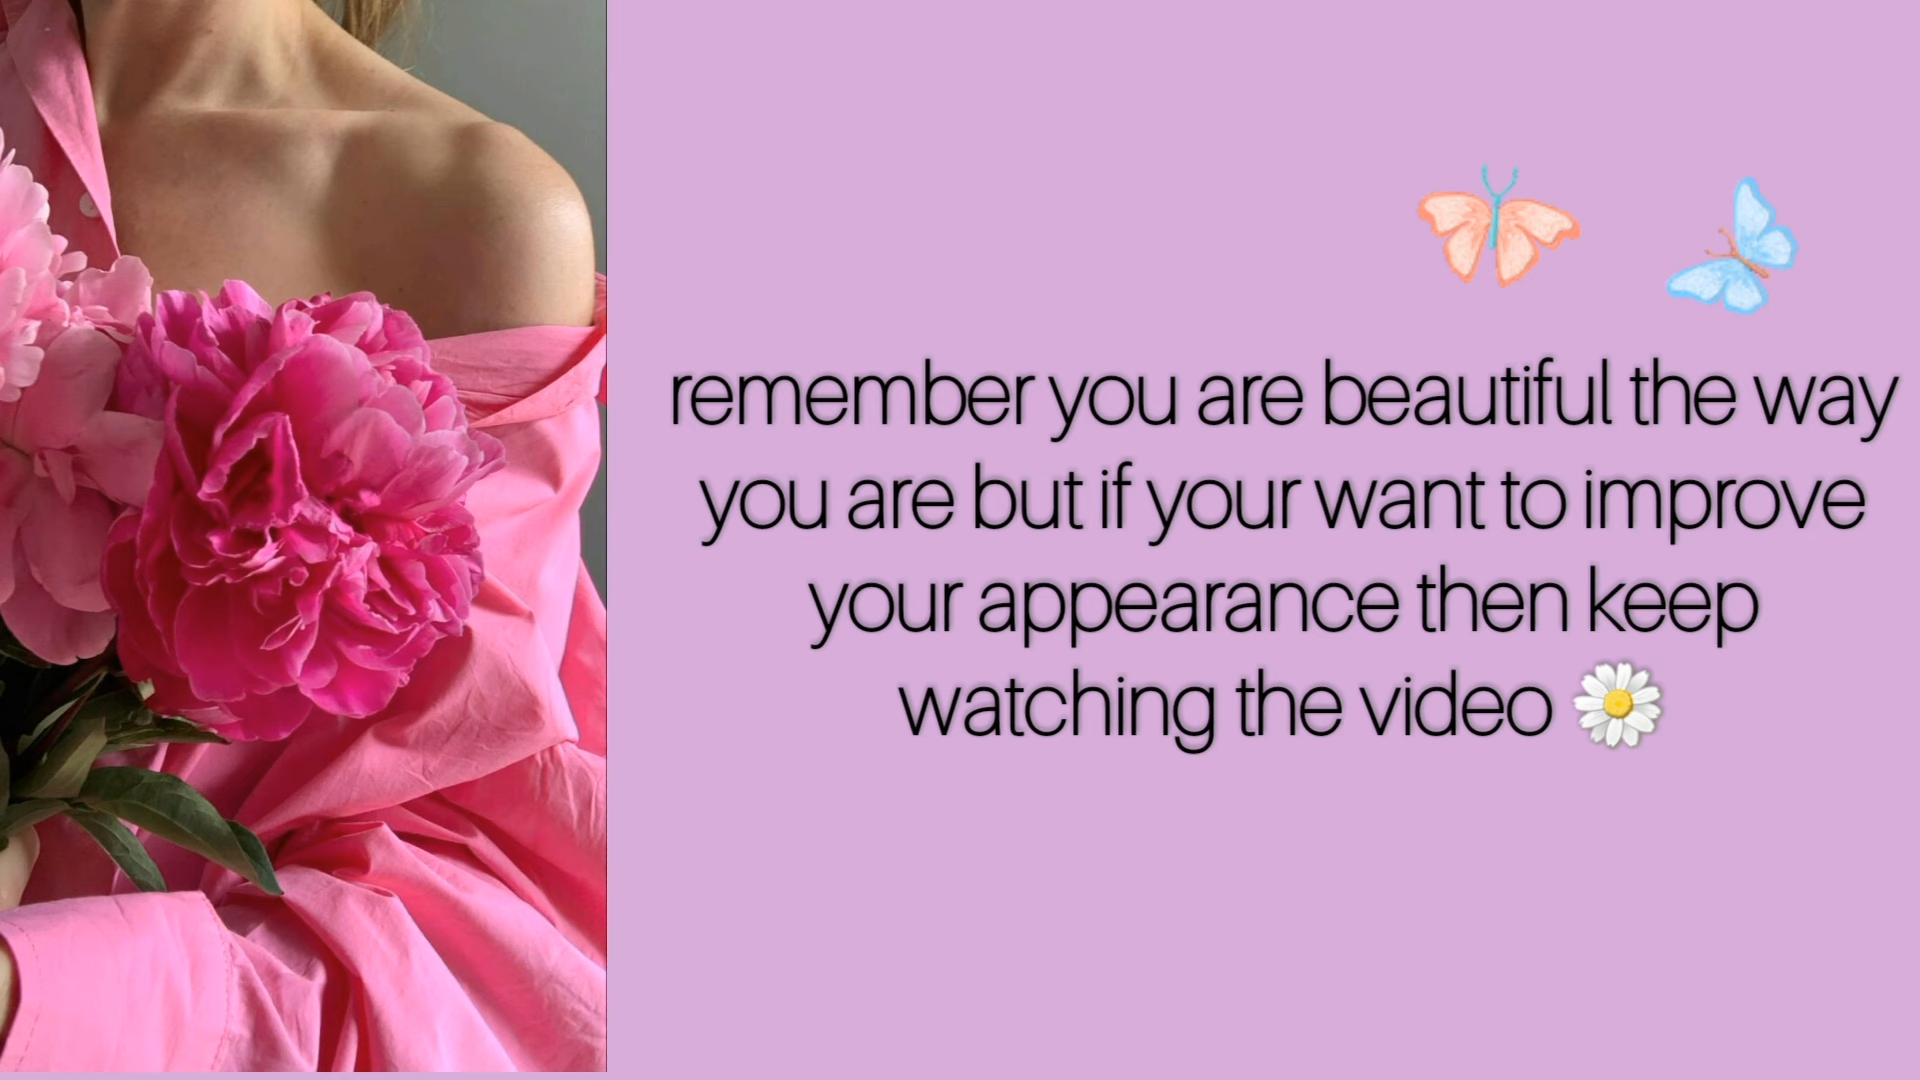 remember you are beautiful the way
you are but if your want to improve
your appearance then keep
watching the video 🌼